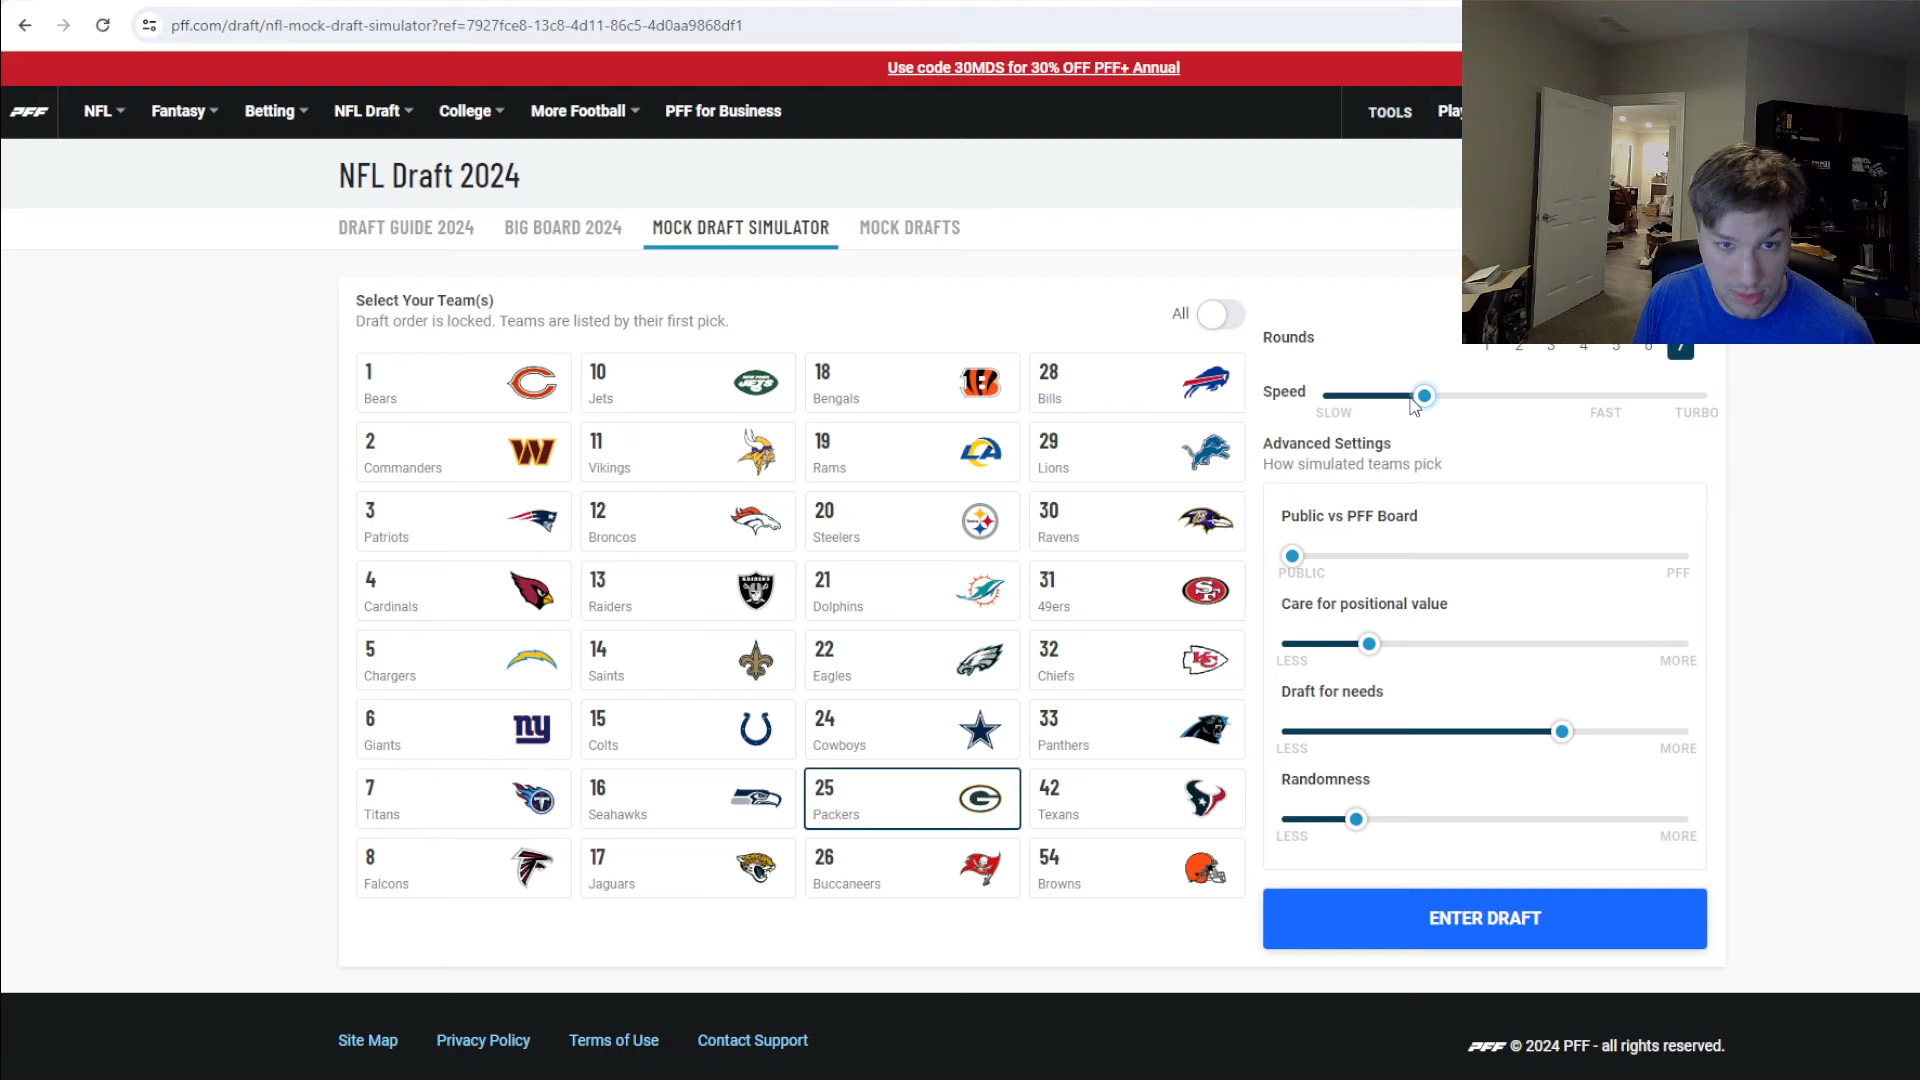 pff.com/draft/nfl-mock-draft-simulator?ref=7927fce8-13c8-4d11-86c5-4d0aa9868df1
Use code 30MDS for 30% OFF PFF+ Annual
PFF NFL Fantasy Betting NFL Draft College More Football PFF for Business TOOLS
NFL Draft 2024
DRAFT GUIDE 2024 BIG BOARD 2024 MOCK DRAFT SIMULATOR MOCK DRAFTS
Select Your Team(s)
Draft order is locked. Teams are listed by their first pick.
All
1 Bears
10 Jets
18 Bengals
28 Bills
2 Commanders
11 Vikings
19 Rams
29 Lions
3 Patriots
12 Broncos
20 Steelers
30 Ravens
4 Cardinals
13 Raiders
21 Dolphins
31 49ers
5 Chargers
14 Saints
22 Eagles
32 Chiefs
6 Giants
15 Colts
24 Cowboys
33 Panthers
7 Titans
16 Seahawks
25 Packers
42 Texans
8 Falcons
17 Jaguars
26 Buccaneers
54 Browns
Rounds
1 2 3 4 5 6 7
Speed
SLOW FAST TURBO
Advanced Settings
How simulated teams pick
Public vs PFF Board
PUBLIC PFF
Care for positional value
LESS MORE
Draft for needs
LESS MORE
Randomness
LESS MORE
ENTER DRAFT
Site Map Privacy Policy Terms of Use Contact Support
PFF © 2024 PFF - all rights reserved.